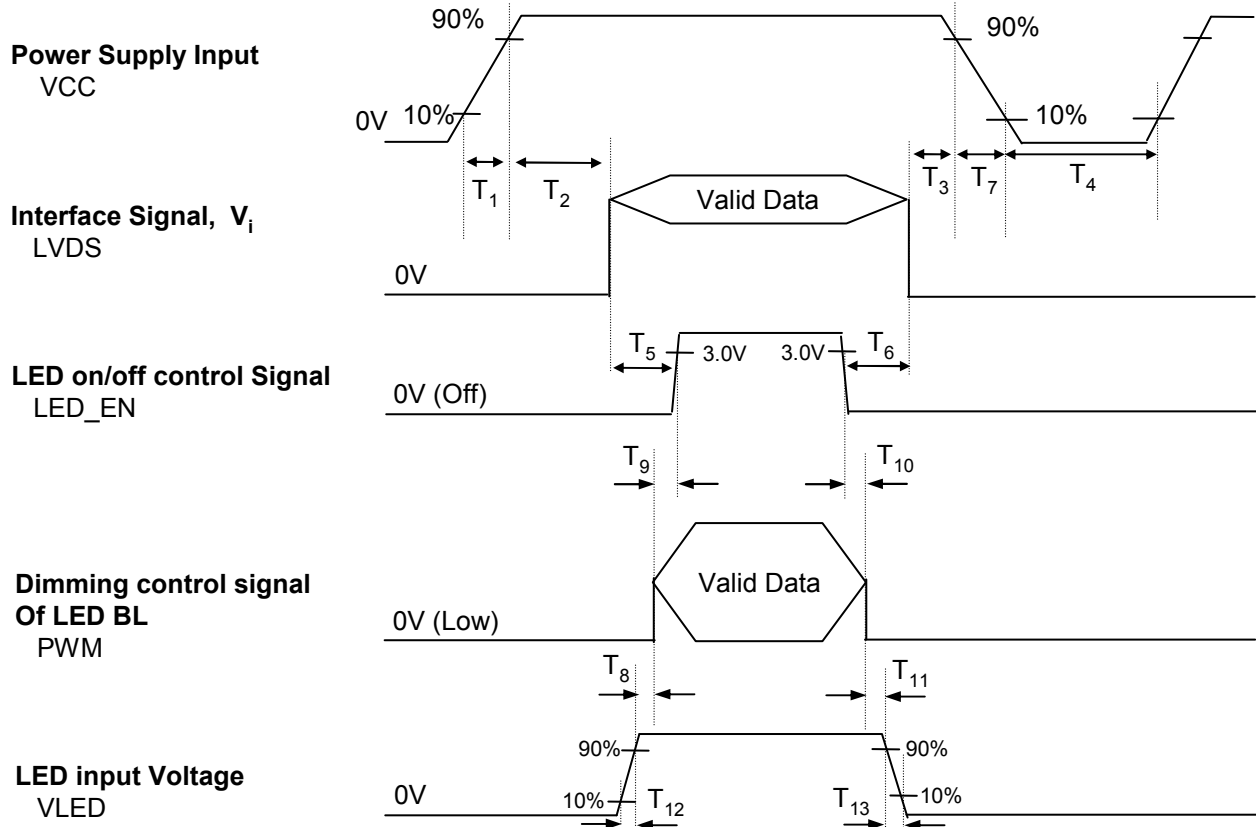 90%
90%
Power Supply Input
VCC
0V
10%
10%
T1
T2
T3
T7
T4
Interface Signal, Vi
LVDS
Valid Data
0V
T5
3.0V
3.0V
T6
LED on/off control Signal
LED_EN
0V (Off)
T9
T10
Dimming control signal
Of LED BL
PWM
Valid Data
0V (Low)
T8
T11
90%
90%
LED input Voltage
VLED
0V
10%
T12
T13
10%